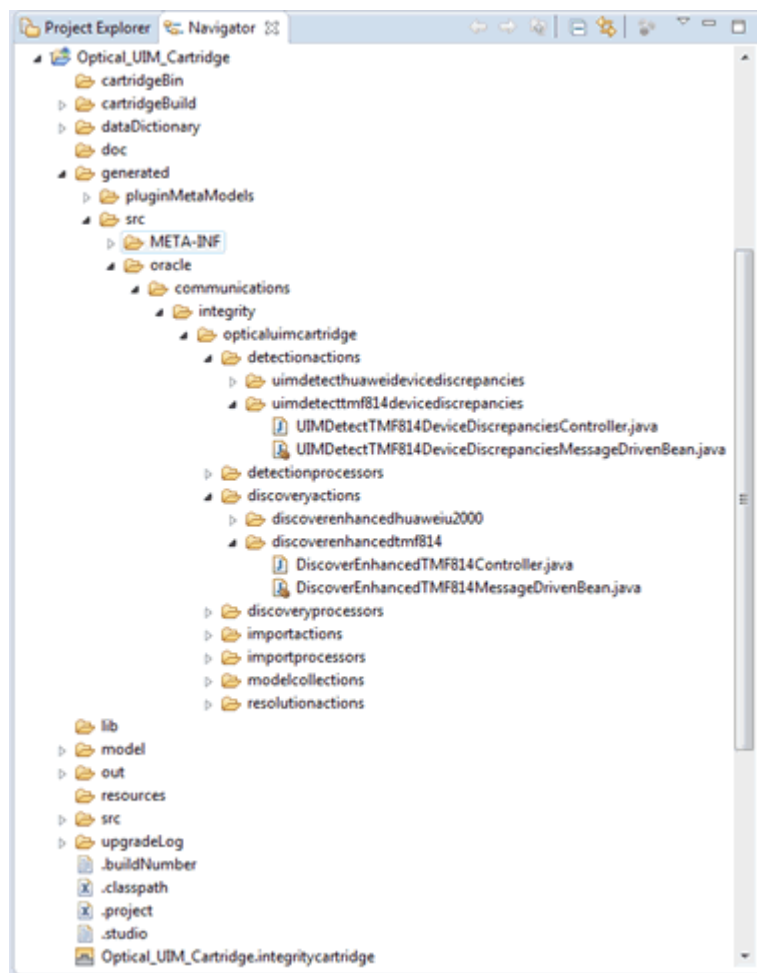 Project Explorer Navigator
Optical_UIM_Cartridge
cartridgeBin
cartridgeBuild
dataDictionary
doc
generated
pluginMetaModels
src
META-INF
oracle
communications
integrity
opticaluimcartridge
detectionactions
uimdetecthuaweidevicediscrepancies
uimdetecttmf814devicediscrepancies
UIMDetectTMF814DeviceDiscrepanciesController.java
UIMDetectTMF814DeviceDiscrepanciesMessageDrivenBean.java
detectionprocessors
discoveryactions
discoverenhancedhuaweiu2000
discoverenhancedtmf814
DiscoverEnhancedTMF814Controller.java
DiscoverEnhancedTMF814MessageDrivenBean.java
discoveryprocessors
importactions
importprocessors
modelcollections
resolutionactions
lib
model
out
resources
src
upgradeLog
.buildNumber
.classpath
.project
.studio
Optical_UIM_Cartridge.integritycartridge